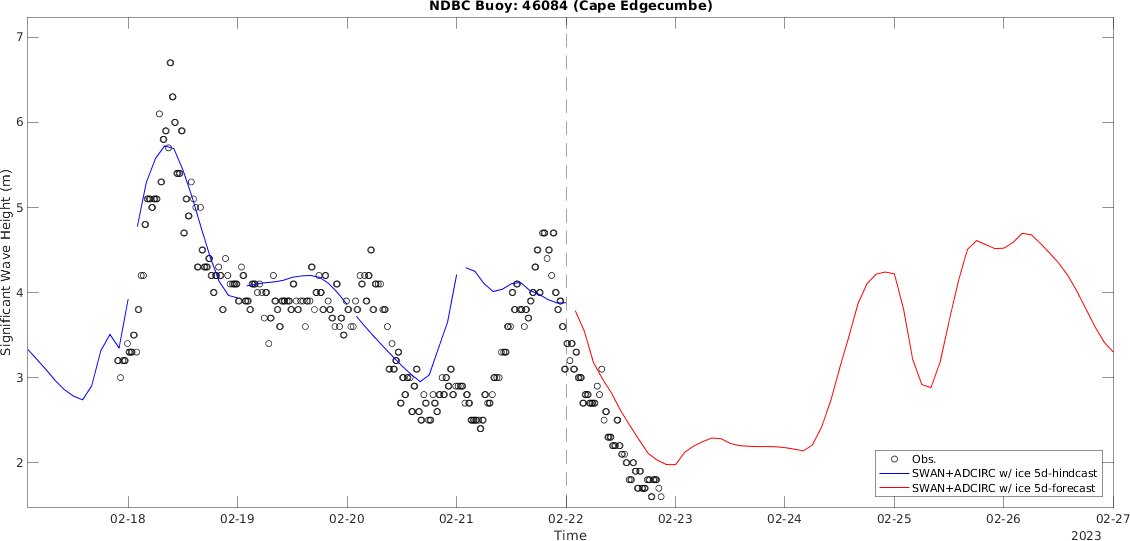 NDBC Buoy: 46084 (Cape Edgecumbe)
7
6
5
4
3
2
Significant Wave Height (m)
Obs.
SWAN+ADCIRC w/ ice 5d-hindcast
SWAN+ADCIRC w/ ice 5d-forecast
02-18 02-19 02-20 02-21 02-22 02-23 02-24 02-25 02-26 02-27
Time
2023